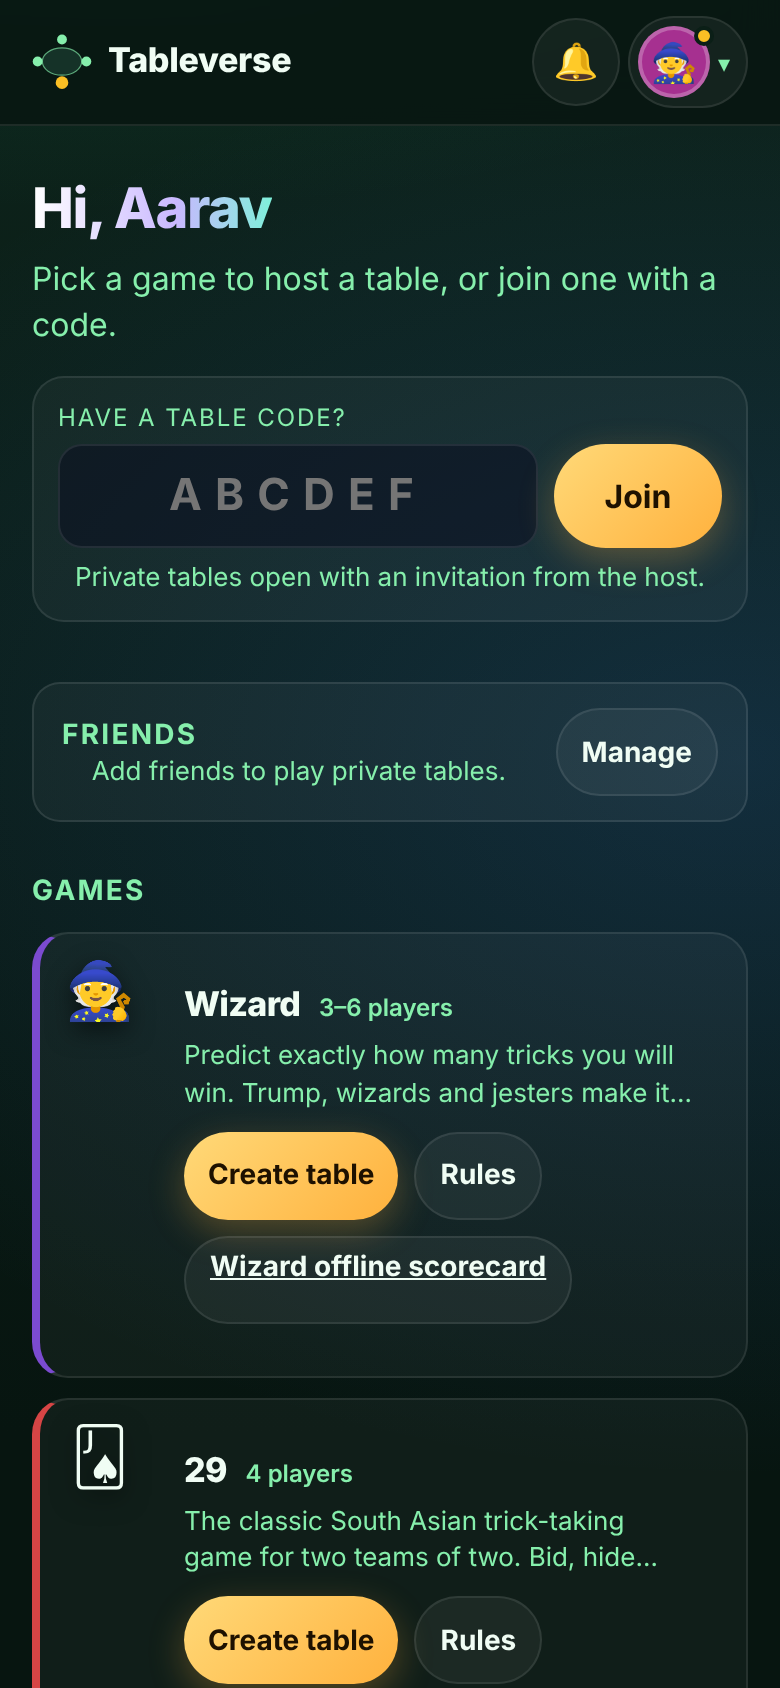 Tableverse
Hi, Aarav
Pick a game to host a table, or join one with a
code.
HAVE A TABLE CODE?
ABCDEF
Join
Private tables open with an invitation from the host.
FRIENDS
Add friends to play private tables.
Manage
GAMES
Wizard 3–6 players
Predict exactly how many tricks you will
win. Trump, wizards and jesters make it...
Create table
Rules
Wizard offline scorecard
J
29 4 players
The classic South Asian trick-taking
game for two teams of two. Bid, hide...
Create table
Rules